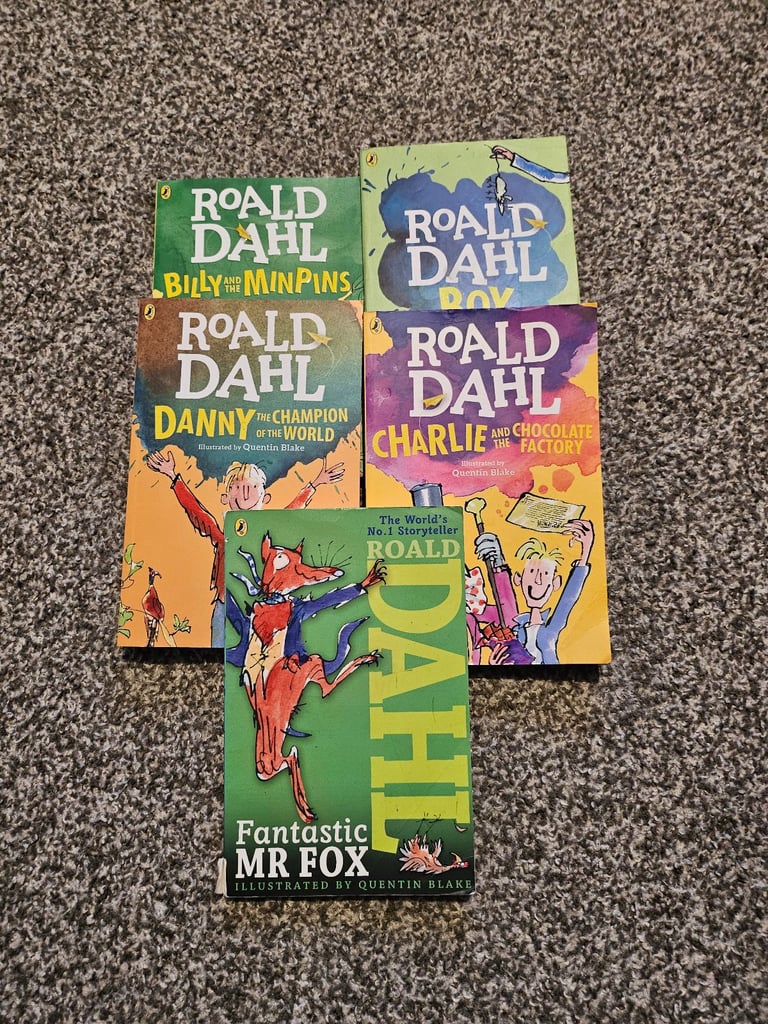 ROALD
DAHL
BILLY AND THE MINPINS
ROALD
DAHL
BOY
ROALD
DAHL
DANNY THE CHAMPION
OF THE WORLD
Illustrated by Quentin Blake
ROALD
DAHL
CHARLIE AND THE CHOCOLATE
FACTORY
Illustrated by
Quentin Blake
The World's
No.1 Storyteller
ROALD
DAHL
Fantastic
MR FOX
ILLUSTRATED BY QUENTIN BLAKE